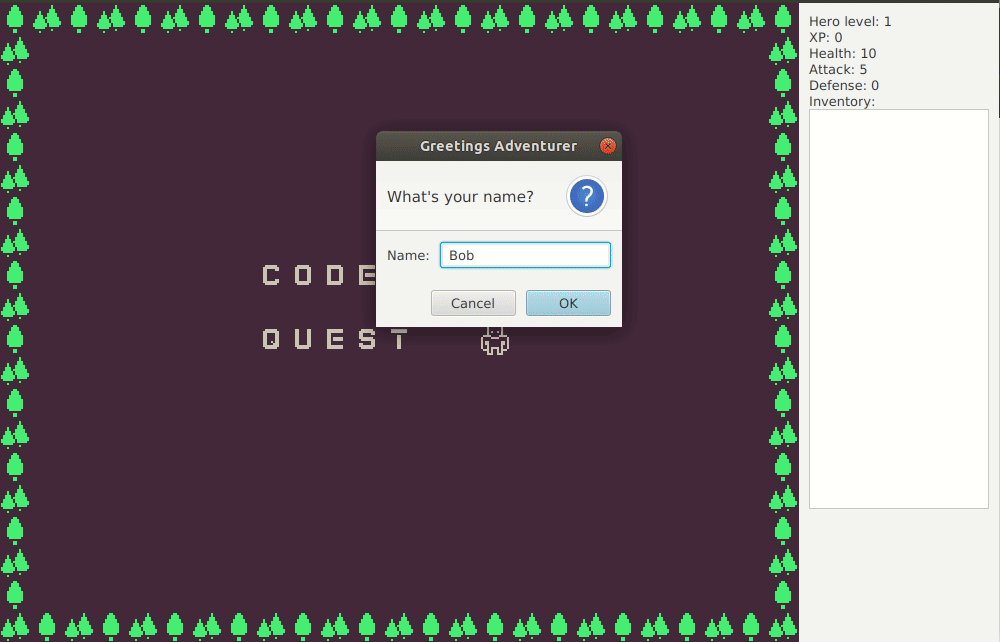 Greetings Adventurer
What's your name?
?
Name: Bob
Cancel OK
CODE
QUEST
Hero level: 1
XP: 0
Health: 10
Attack: 5
Defense: 0
Inventory: